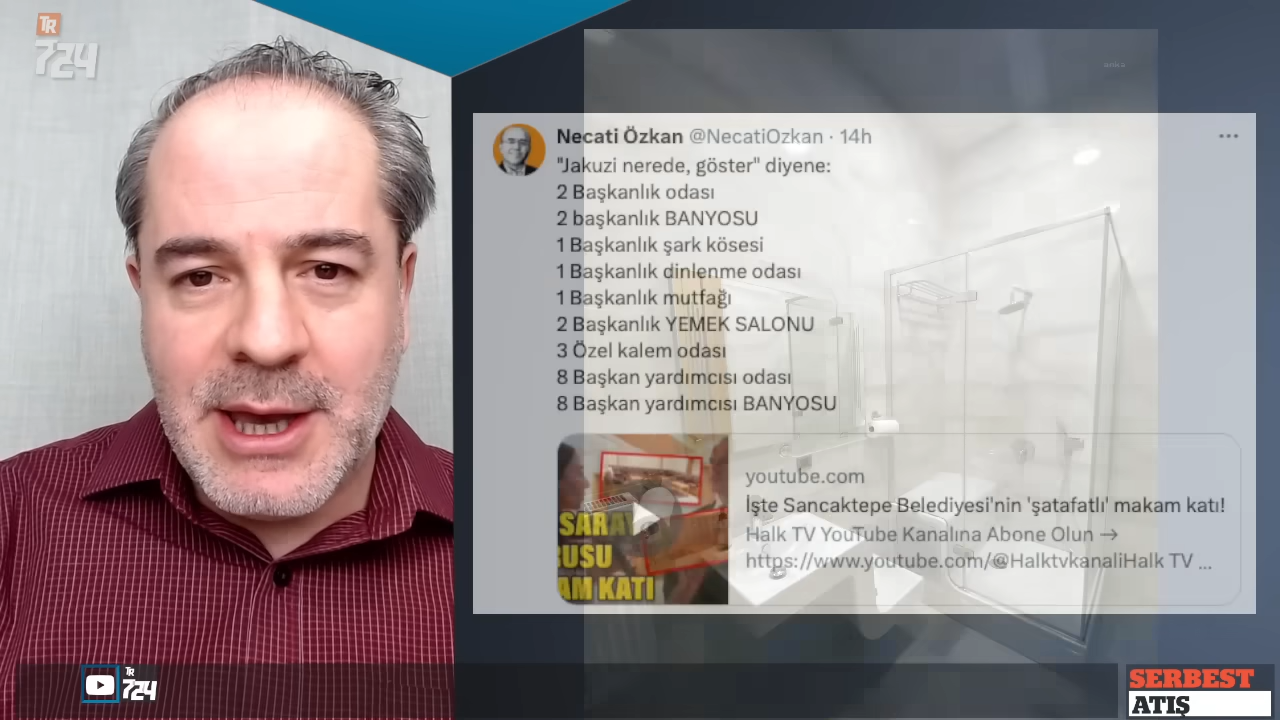 TR
724
anka
Necati Özkan @NecatiOzkan · 14h
"Jakuzi nerede, göster" diyene:
2 Başkanlık odası
2 başkanlık BANYOSU
1 Başkanlık şark kösesi
1 Başkanlık dinlenme odası
1 Başkanlık mutfağı
2 Başkanlık YEMEK SALONU
3 Özel kalem odası
8 Başkan yardımcısı odası
8 Başkan yardımcısı BANYOSU
SARAY
AM KATI
youtube.com
İşte Sancaktepe Belediyesi'nin 'şatafatlı' makam katı!
Halk TV YouTube Kanalına Abone Olun →
https://www.youtube.com/@HalktvkanaliHalk TV ...
TR
724
SERBEST
ATIŞ